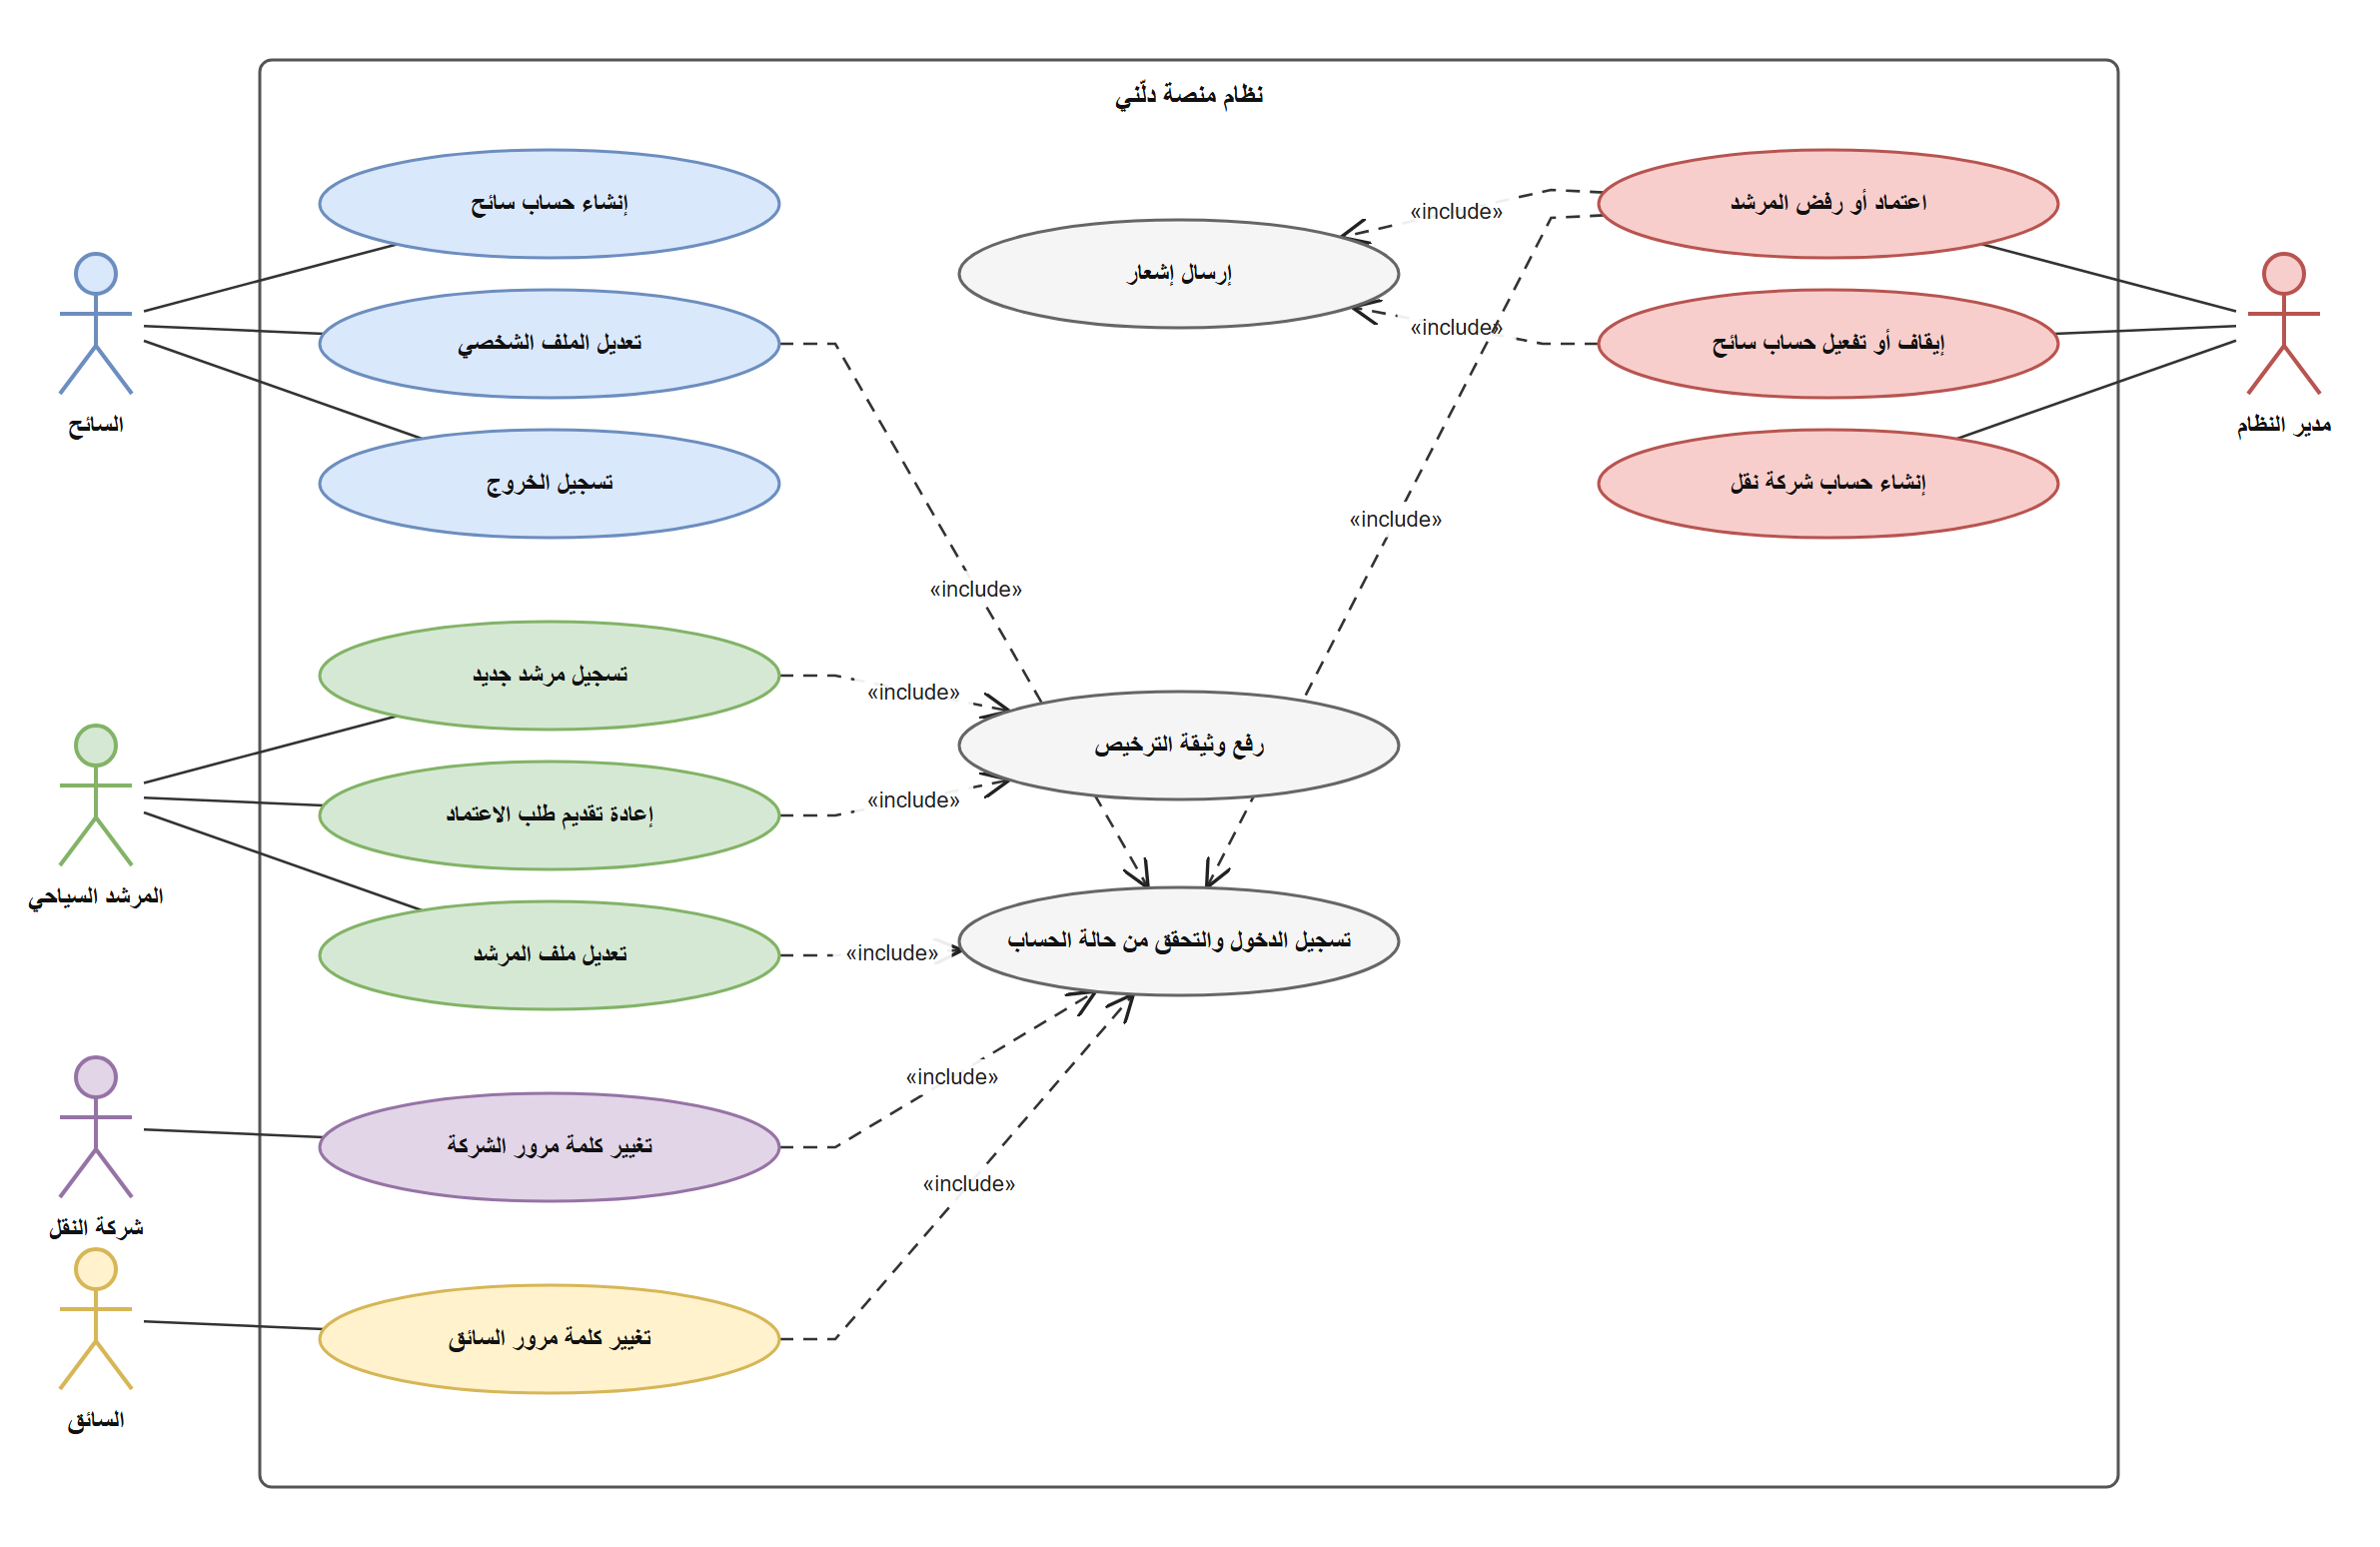 نظام منصة دلّني
إنشاء حساب سائح
اعتماد أو رفض المرشد
«include»
إرسال إشعار
«include»
تعديل الملف الشخصي
إيقاف أو تفعيل حساب سائح
السائح
مدير النظام
تسجيل الخروج
إنشاء حساب شركة نقل
«include»
«include»
تسجيل مرشد جديد
«include»
رفع وثيقة الترخيص
«include»
إعادة تقديم طلب الاعتماد
المرشد السياحي
تعديل ملف المرشد
«include»
تسجيل الدخول والتحقق من حالة الحساب
«include»
تغيير كلمة مرور الشركة
«include»
شركة النقل
تغيير كلمة مرور السائق
السائق